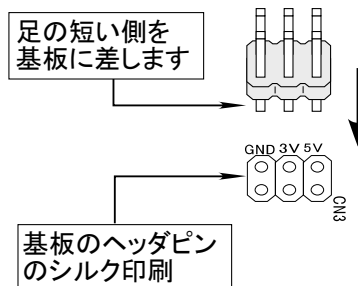 足の短い側を
基板に差します
GND 3V 5V
CN3
基板のヘッダピン
のシルク印刷